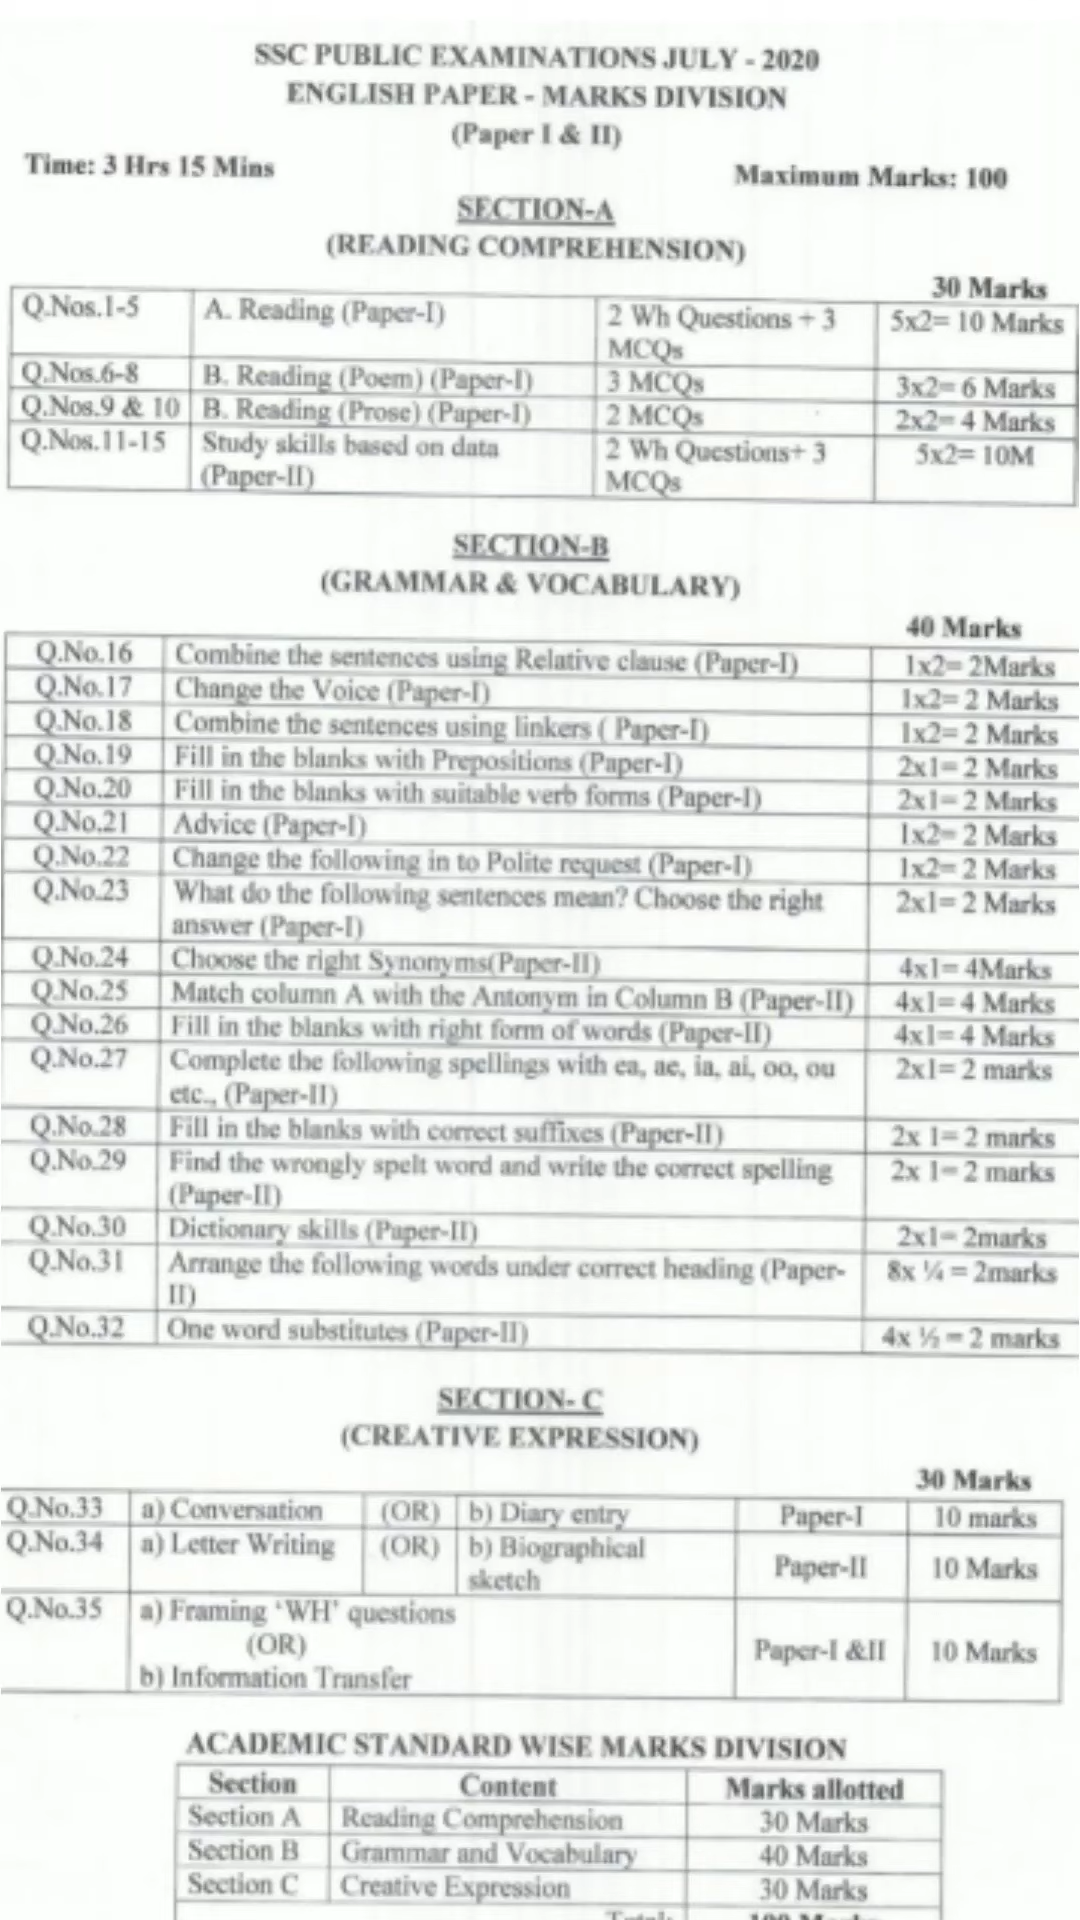 SSC PUBLIC EXAMINATIONS JULY - 2020
ENGLISH PAPER - MARKS DIVISION
(Paper I & II)
Time: 3 Hrs 15 Mins
Maximum Marks: 100
SECTION-A
(READING COMPREHENSION)
30 Marks
Q.Nos.1-5 A. Reading (Paper-I) 2 Wh Questions + 3 5x2= 10 Marks
MCQs
Q.Nos.6-8 B. Reading (Poem) (Paper-I) 3 MCQs 3x2= 6 Marks
Q.Nos.9 & 10 B. Reading (Prose) (Paper-I) 2 MCQs 2x2= 4 Marks
Q.Nos.11-15 Study skills based on data 2 Wh Questions+ 3 5x2= 10M
(Paper-II) MCQs
SECTION-B
(GRAMMAR & VOCABULARY)
40 Marks
Q.No.16 Combine the sentences using Relative clause (Paper-I) 1x2= 2Marks
Q.No.17 Change the Voice (Paper-I) 1x2= 2 Marks
Q.No.18 Combine the sentences using linkers ( Paper-I) 1x2= 2 Marks
Q.No.19 Fill in the blanks with Prepositions (Paper-I) 2x1= 2 Marks
Q.No.20 Fill in the blanks with suitable verb forms (Paper-I) 2x1= 2 Marks
Q.No.21 Advice (Paper-I) 1x2= 2 Marks
Q.No.22 Change the following in to Polite request (Paper-I) 1x2= 2 Marks
Q.No.23 What do the following sentences mean? Choose the right 2x1= 2 Marks
answer (Paper-I)
Q.No.24 Choose the right Synonyms(Paper-II) 4x1= 4Marks
Q.No.25 Match column A with the Antonym in Column B (Paper-II) 4x1= 4 Marks
Q.No.26 Fill in the blanks with right form of words (Paper-II) 4x1= 4 Marks
Q.No.27 Complete the following spellings with ea, ae, ia, ai, oo, ou 2x1= 2 marks
etc., (Paper-II)
Q.No.28 Fill in the blanks with correct suffixes (Paper-II) 2x 1= 2 marks
Q.No.29 Find the wrongly spelt word and write the correct spelling 2x 1= 2 marks
(Paper-II)
Q.No.30 Dictionary skills (Paper-II) 2x1= 2marks
Q.No.31 Arrange the following words under correct heading (Paper- 8x ¼ = 2marks
II)
Q.No.32 One word substitutes (Paper-II) 4x ½ = 2 marks
SECTION- C
(CREATIVE EXPRESSION)
30 Marks
Q.No.33 a) Conversation (OR) b) Diary entry Paper-I 10 marks
Q.No.34 a) Letter Writing (OR) b) Biographical Paper-II 10 Marks
sketch
Q.No.35 a) Framing ‘WH’ questions
(OR) Paper-I &II 10 Marks
b) Information Transfer
ACADEMIC STANDARD WISE MARKS DIVISION
Section Content Marks allotted
Section A Reading Comprehension 30 Marks
Section B Grammar and Vocabulary 40 Marks
Section C Creative Expression 30 Marks
Total: 100 Marks